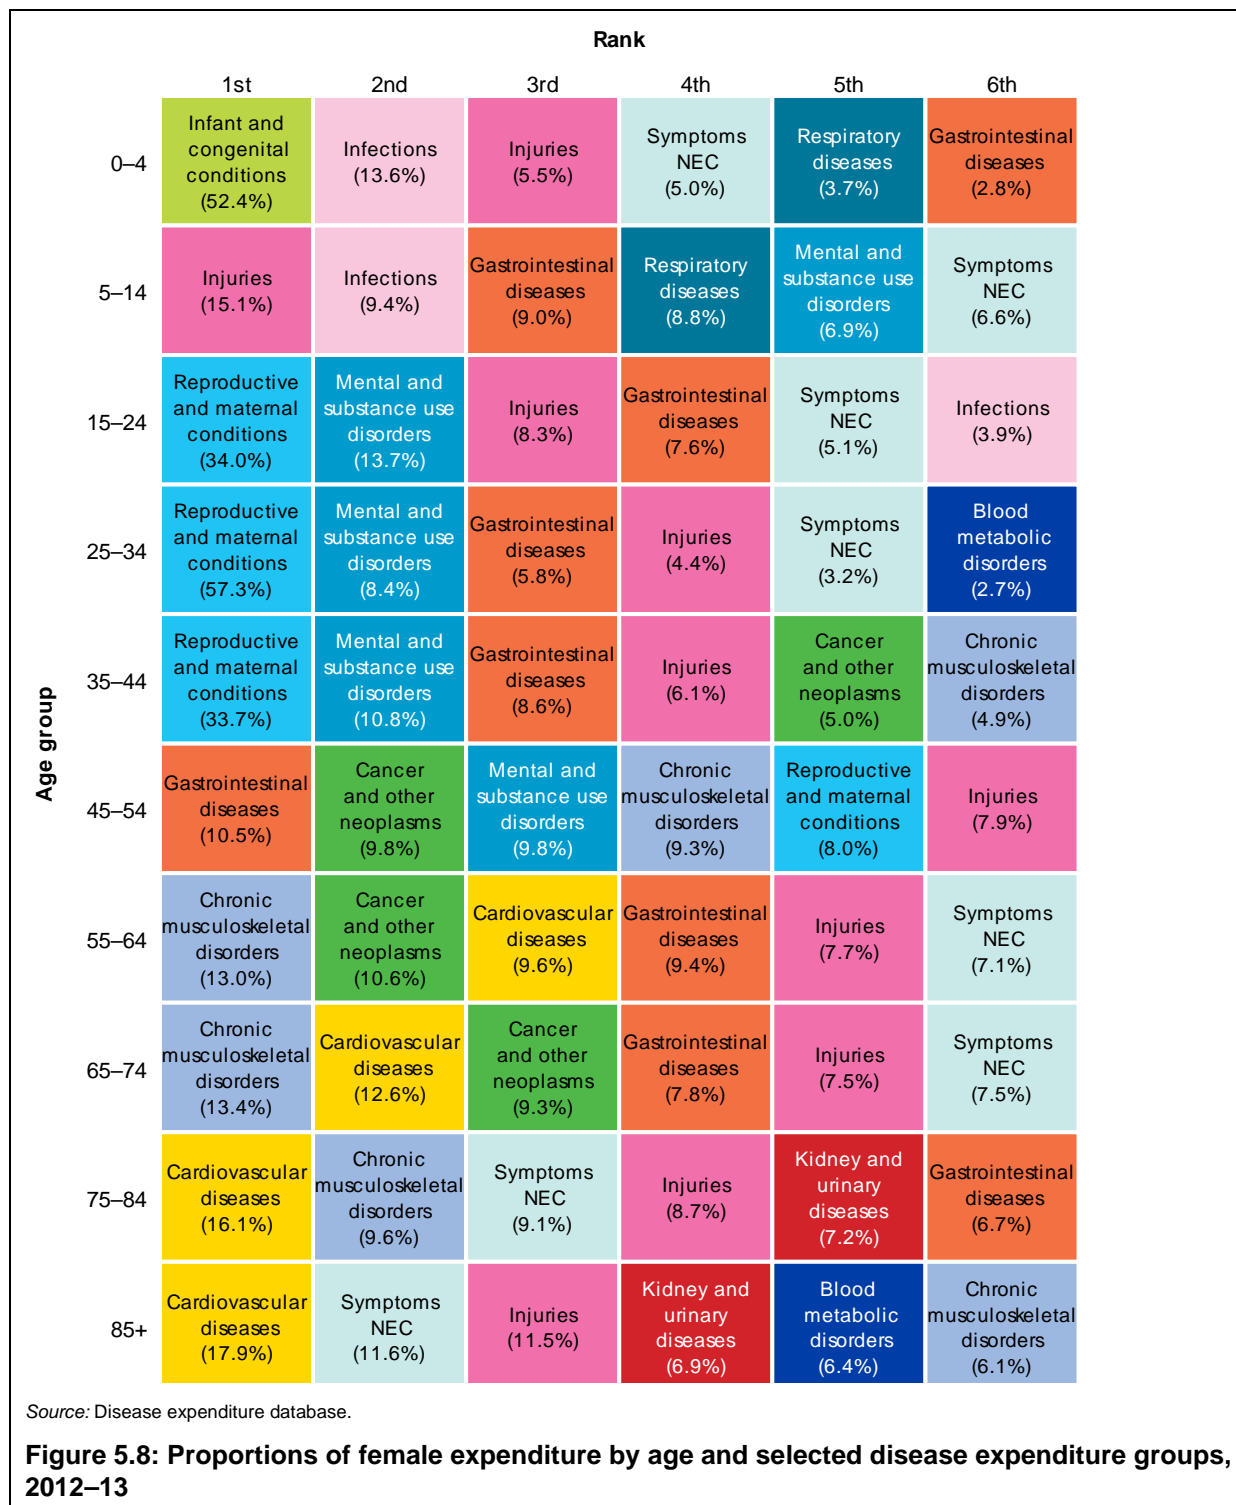 Rank
1st 2nd 3rd 4th 5th 6th
Age group
0–4
Infant and
congenital
conditions
(52.4%)
Infections
(13.6%)
Injuries
(5.5%)
Symptoms
NEC
(5.0%)
Respiratory
diseases
(3.7%)
Gastrointestinal
diseases
(2.8%)
5–14
Injuries
(15.1%)
Infections
(9.4%)
Gastrointestinal
diseases
(9.0%)
Respiratory
diseases
(8.8%)
Mental and
substance use
disorders
(6.9%)
Symptoms
NEC
(6.6%)
15–24
Reproductive
and maternal
conditions
(34.0%)
Mental and
substance use
disorders
(13.7%)
Injuries
(8.3%)
Gastrointestinal
diseases
(7.6%)
Symptoms
NEC
(5.1%)
Infections
(3.9%)
25–34
Reproductive
and maternal
conditions
(57.3%)
Mental and
substance use
disorders
(8.4%)
Gastrointestinal
diseases
(5.8%)
Injuries
(4.4%)
Symptoms
NEC
(3.2%)
Blood
metabolic
disorders
(2.7%)
35–44
Reproductive
and maternal
conditions
(33.7%)
Mental and
substance use
disorders
(10.8%)
Gastrointestinal
diseases
(8.6%)
Injuries
(6.1%)
Cancer
and other
neoplasms
(5.0%)
Chronic
musculoskeletal
disorders
(4.9%)
45–54
Gastrointestinal
diseases
(10.5%)
Cancer
and other
neoplasms
(9.8%)
Mental and
substance use
disorders
(9.8%)
Chronic
musculoskeletal
disorders
(9.3%)
Reproductive
and maternal
conditions
(8.0%)
Injuries
(7.9%)
55–64
Chronic
musculoskeletal
disorders
(13.0%)
Cancer
and other
neoplasms
(10.6%)
Cardiovascular
diseases
(9.6%)
Gastrointestinal
diseases
(9.4%)
Injuries
(7.7%)
Symptoms
NEC
(7.1%)
65–74
Chronic
musculoskeletal
disorders
(13.4%)
Cardiovascular
diseases
(12.6%)
Cancer
and other
neoplasms
(9.3%)
Gastrointestinal
diseases
(7.8%)
Injuries
(7.5%)
Symptoms
NEC
(7.5%)
75–84
Cardiovascular
diseases
(16.1%)
Chronic
musculoskeletal
disorders
(9.6%)
Symptoms
NEC
(9.1%)
Injuries
(8.7%)
Kidney and
urinary
diseases
(7.2%)
Gastrointestinal
diseases
(6.7%)
85+
Cardiovascular
diseases
(17.9%)
Symptoms
NEC
(11.6%)
Injuries
(11.5%)
Kidney and
urinary
diseases
(6.9%)
Blood
metabolic
disorders
(6.4%)
Chronic
musculoskeletal
disorders
(6.1%)
Source: Disease expenditure database.
Figure 5.8: Proportions of female expenditure by age and selected disease expenditure groups,
2012–13